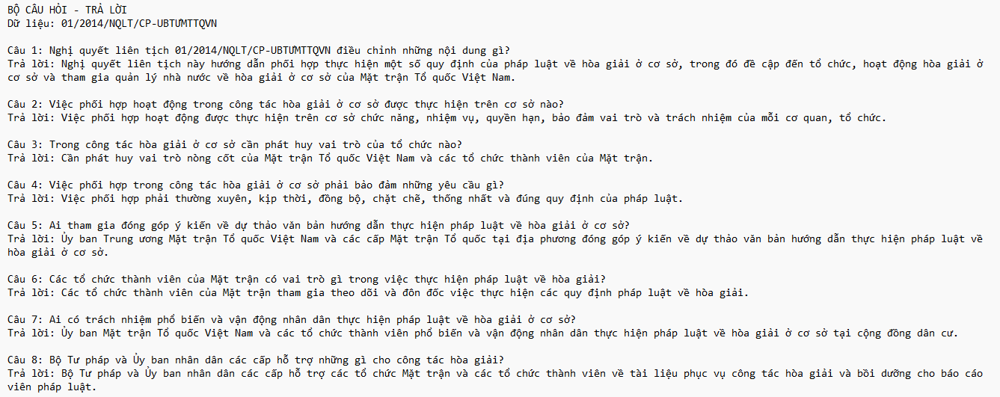 BỘ CÂU HỎI - TRẢ LỜI
Dữ liệu: 01/2014/NQLT/CP-UBTƯMTTQVN
Câu 1: Nghị quyết liên tịch 01/2014/NQLT/CP-UBTƯMTTQVN điều chỉnh những nội dung gì?
Trả lời: Nghị quyết liên tịch này hướng dẫn phối hợp thực hiện một số quy định của pháp luật về hòa giải ở cơ sở, trong đó đề cập đến tổ chức, hoạt động hòa giải ở
cơ sở và tham gia quản lý nhà nước về hòa giải ở cơ sở của Mặt trận Tổ quốc Việt Nam.
Câu 2: Việc phối hợp hoạt động trong công tác hòa giải ở cơ sở được thực hiện trên cơ sở nào?
Trả lời: Việc phối hợp hoạt động được thực hiện trên cơ sở chức năng, nhiệm vụ, quyền hạn, bảo đảm vai trò và trách nhiệm của mỗi cơ quan, tổ chức.
Câu 3: Trong công tác hòa giải ở cơ sở cần phát huy vai trò của tổ chức nào?
Trả lời: Cần phát huy vai trò nòng cốt của Mặt trận Tổ quốc Việt Nam và các tổ chức thành viên của Mặt trận.
Câu 4: Việc phối hợp trong công tác hòa giải ở cơ sở phải bảo đảm những yêu cầu gì?
Trả lời: Việc phối hợp phải thường xuyên, kịp thời, đồng bộ, chặt chẽ, thống nhất và đúng quy định của pháp luật.
Câu 5: Ai tham gia đóng góp ý kiến về dự thảo văn bản hướng dẫn thực hiện pháp luật về hòa giải ở cơ sở?
Trả lời: Ủy ban Trung ương Mặt trận Tổ quốc Việt Nam và các cấp Mặt trận Tổ quốc tại địa phương đóng góp ý kiến về dự thảo văn bản hướng dẫn thực hiện pháp luật về
hòa giải ở cơ sở.
Câu 6: Các tổ chức thành viên của Mặt trận có vai trò gì trong việc thực hiện pháp luật về hòa giải?
Trả lời: Các tổ chức thành viên của Mặt trận tham gia theo dõi và đôn đốc việc thực hiện các quy định pháp luật về hòa giải.
Câu 7: Ai có trách nhiệm phổ biến và vận động nhân dân thực hiện pháp luật về hòa giải ở cơ sở?
Trả lời: Ủy ban Mặt trận Tổ quốc Việt Nam và các tổ chức thành viên phổ biến và vận động nhân dân thực hiện pháp luật về hòa giải ở cơ sở tại cộng đồng dân cư.
Câu 8: Bộ Tư pháp và Ủy ban nhân dân các cấp hỗ trợ những gì cho công tác hòa giải?
Trả lời: Bộ Tư pháp và Ủy ban nhân dân các cấp hỗ trợ các tổ chức Mặt trận và các tổ chức thành viên về tài liệu phục vụ công tác hòa giải và bồi dưỡng cho báo cáo
viên pháp luật.